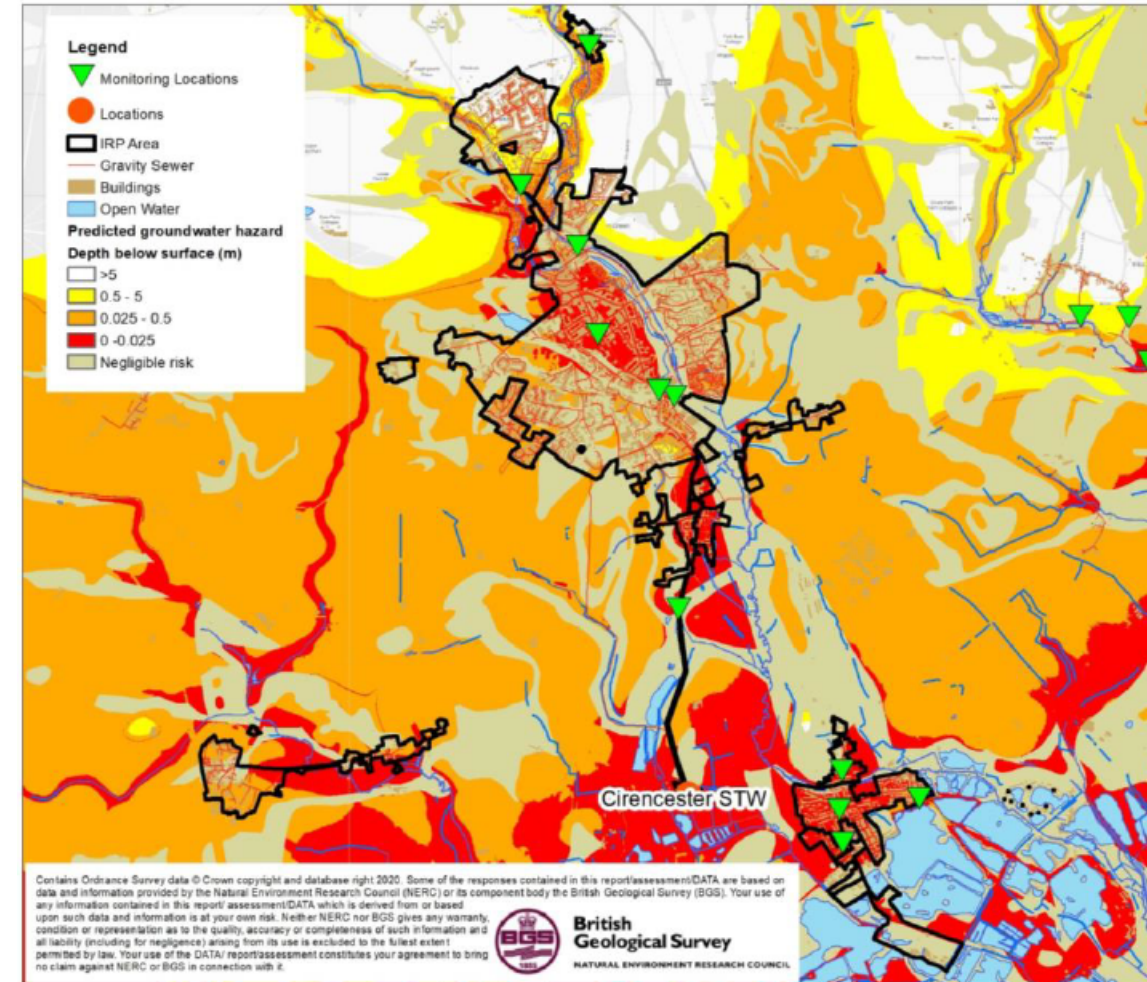 Legend
Monitoring Locations
Locations
IRP Area
Gravity Sewer
Buildings
Open Water
Predicted groundwater hazard
Depth below surface (m)
>5
0.5 - 5
0.025 - 0.5
0 -0.025
Negligible risk
Cirencester STW
Contains Ordnance Survey data © Crown copyright and database right 2020. Some of the responses contained in this report/assessment/DATA are based on
data and information provided by the Natural Environment Research Council (NERC) or its component body the British Geological Survey (BGS). Your use of
any information contained in this report/ assessment/DATA which is derived from or based
upon such data and information is at your own risk. Neither NERC nor BGS gives any warranty,
condition or representation as to the quality, accuracy or completeness of such information and
all liability (including for negligence) arising from its use is excluded to the fullest extent
permitted by law. Your use of the DATA/ report/assessment constitutes your agreement to bring
no claim against NERC or BGS in connection with it.
BGS
1835
British
Geological Survey
NATURAL ENVIRONMENT RESEARCH COUNCIL